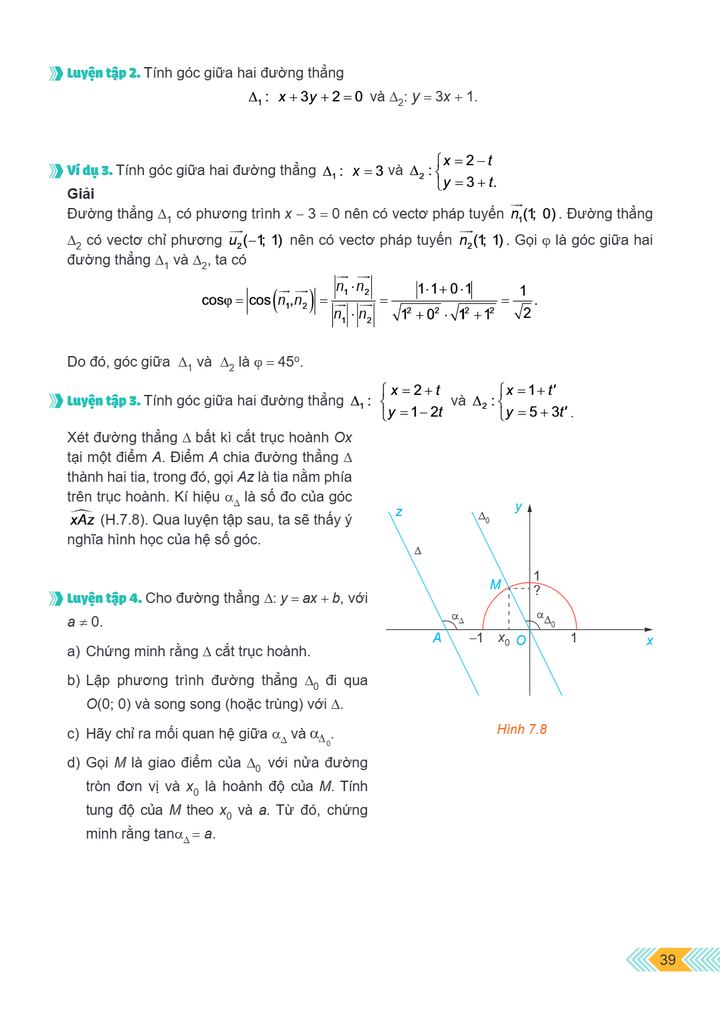 Luyện tập 2. Tính góc giữa hai đường thẳng
Δ₁ : x + 3y + 2 = 0 và Δ₂: y = 3x + 1.
Ví dụ 3. Tính góc giữa hai đường thẳng Δ₁ : x = 3 và Δ₂ : {x = 2 − t
y = 3 + t.
Giải
Đường thẳng Δ₁ có phương trình x − 3 = 0 nên có vectơ pháp tuyến n₁(1; 0). Đường thẳng
Δ₂ có vectơ chỉ phương u₂(−1; 1) nên có vectơ pháp tuyến n₂(1; 1). Gọi φ là góc giữa hai
đường thẳng Δ₁ và Δ₂, ta có
cosφ = |cos(n₁,n₂)| = |n₁ · n₂| / (|n₁| · |n₂|) = |1·1 + 0·1| / (√(1² + 0²) · √(1² + 1²)) = 1/√2.
Do đó, góc giữa Δ₁ và Δ₂ là φ = 45º.
Luyện tập 3. Tính góc giữa hai đường thẳng Δ₁ : {x = 2 + t và Δ₂ : {x = 1 + t′
y = 1 − 2t y = 5 + 3t′.
Xét đường thẳng Δ bất kì cắt trục hoành Ox
tại một điểm A. Điểm A chia đường thẳng Δ
thành hai tia, trong đó, gọi Az là tia nằm phía
trên trục hoành. Kí hiệu α_Δ là số đo của góc
xAz (H.7.8). Qua luyện tập sau, ta sẽ thấy ý
nghĩa hình học của hệ số góc.
Luyện tập 4. Cho đường thẳng Δ: y = ax + b, với
a ≠ 0.
a) Chứng minh rằng Δ cắt trục hoành.
b) Lập phương trình đường thẳng Δ₀ đi qua
O(0; 0) và song song (hoặc trùng) với Δ.
c) Hãy chỉ ra mối quan hệ giữa α_Δ và α_Δ₀.
d) Gọi M là giao điểm của Δ₀ với nửa đường
tròn đơn vị và x₀ là hoành độ của M. Tính
tung độ của M theo x₀ và a. Từ đó, chứng
minh rằng tanα_Δ = a.
z Δ₀ y
Δ
M 1
?
α_Δ α_Δ₀
A −1 x₀ O 1 x
Hình 7.8
39